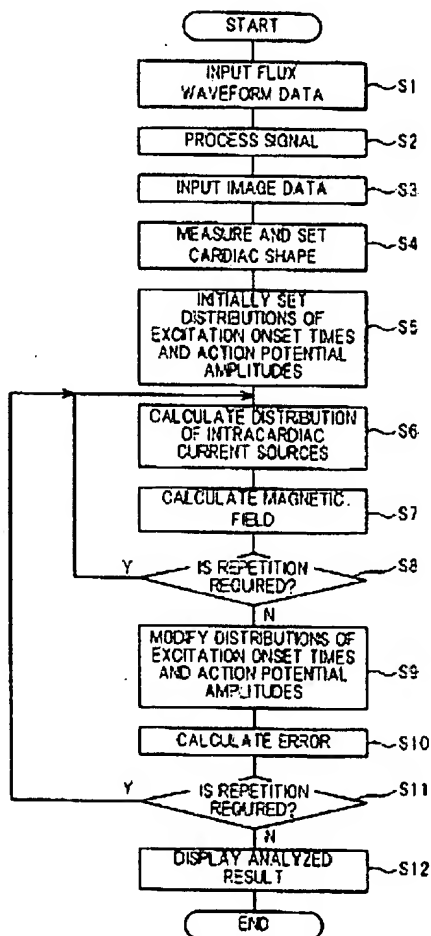 START
INPUT FLUX
WAVEFORM DATA
S1
PROCESS SIGNAL
S2
INPUT IMAGE DATA
S3
MEASURE AND SET
CARDIAC SHAPE
S4
INITIALLY SET
DISTRIBUTIONS OF
EXCITATION ONSET TIMES
AND ACTION POTENTIAL
AMPLITUDES
S5
CALCULATE DISTRIBUTION
OF INTRACARDIAC
CURRENT SOURCES
S6
CALCULATE MAGNETIC.
FIELD
S7
Y
IS REPETITION
REQUIRED?
S8
N
MODIFY DISTRIBUTIONS OF
EXCITATION ONSET TIMES
AND ACTION POTENTIAL
AMPLITUDES
S9
CALCULATE ERROR
S10
Y
IS REPETITION
REQUIRED?
S11
N
DISPLAY ANALYZED
RESULT
S12
END